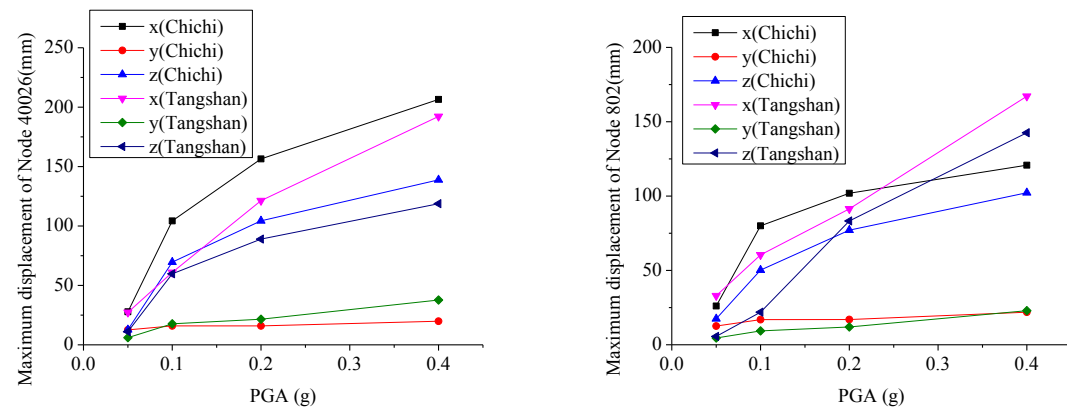 Maximum displacement of Node 40026(mm)
250
200
150
100
50
0
0.0
0.1
0.2
0.3
0.4
PGA (g)
x(Chichi)
y(Chichi)
z(Chichi)
x(Tangshan)
y(Tangshan)
z(Tangshan)
Maximum displacement of Node 802(mm)
200
150
100
50
0
0.0
0.1
0.2
0.3
0.4
PGA (g)
x(Chichi)
y(Chichi)
z(Chichi)
x(Tangshan)
y(Tangshan)
z(Tangshan)